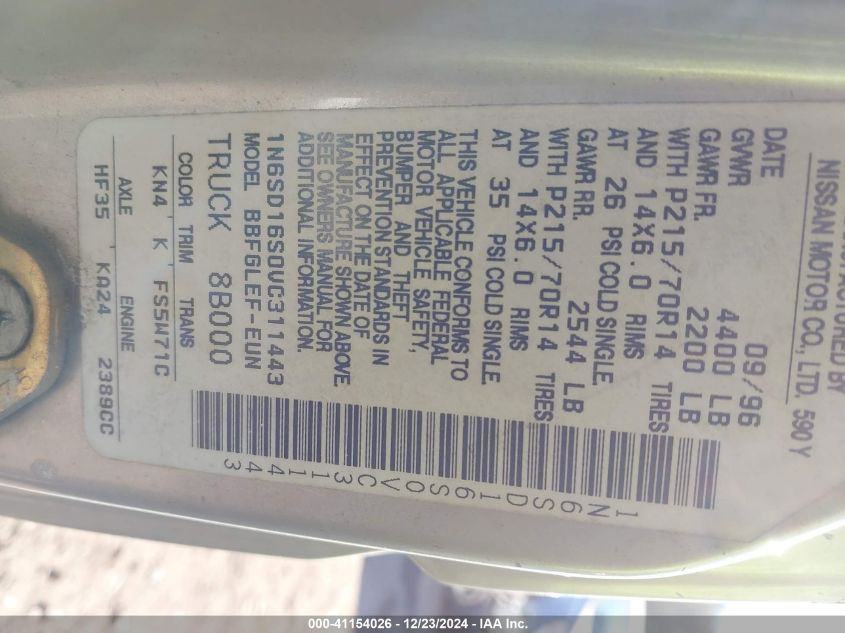 MANUFACTURED BY
NISSAN MOTOR CO., LTD. 590Y
DATE 09/96
GVWR 4400 LB
GAWR FR. 2200 LB
WITH P215/70R14 TIRES
AND 14X6.0 RIMS
AT 26 PSI COLD SINGLE
GAWR RR. 2544 LB
WITH P215/70R14 TIRES
AND 14X6.0 RIMS
AT 35 PSI COLD SINGLE
THIS VEHICLE CONFORMS TO
ALL APPLICABLE FEDERAL
MOTOR VEHICLE SAFETY,
BUMPER AND THEFT
PREVENTION STANDARDS IN
EFFECT ON THE DATE OF
MANUFACTURE SHOWN ABOVE.
SEE OWNERS MANUAL FOR
ADDITIONAL INFORMATION.
1N6SD16S0VC311443
MODEL BBFGLEF-EUN
TRUCK 8B000
COLOR TRIM TRANS
KN4 K FS5W71C
AXLE ENGINE
HF35 KA24 2389CC
1N6SD16S0VC311443
000-41154026 - 12/23/2024 - IAA Inc.